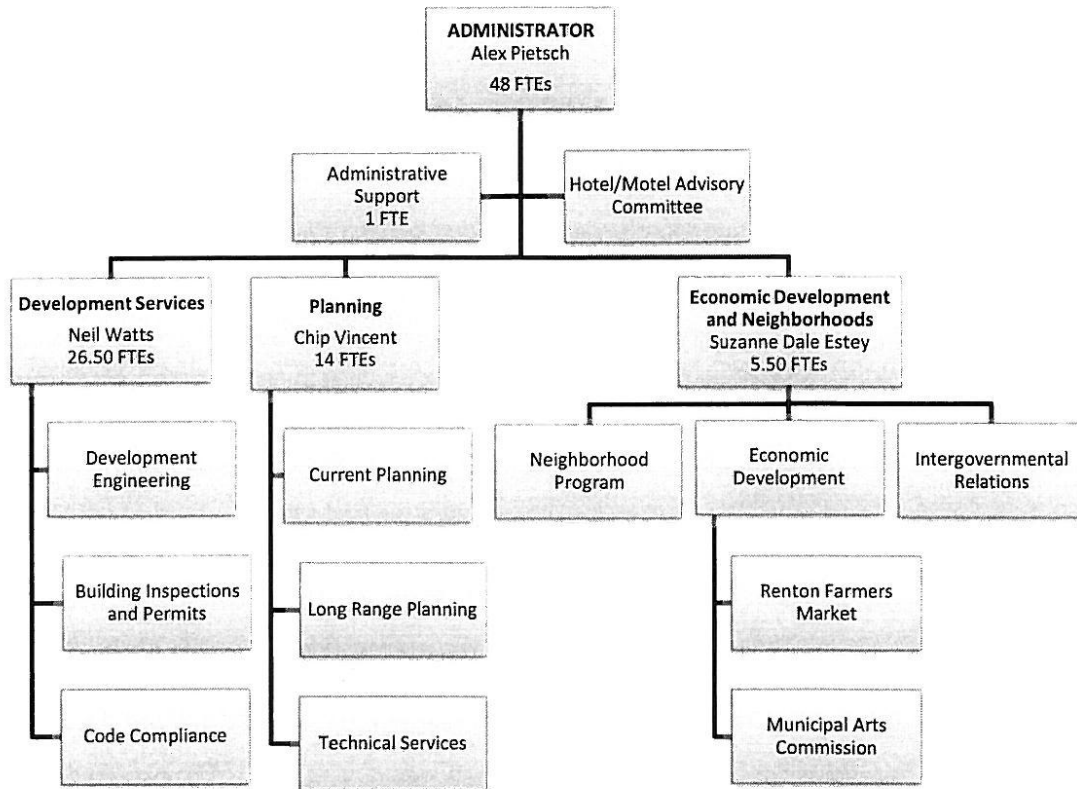 ADMINISTRATOR
Alex Pietsch
48 FTEs
Administrative
Support
1 FTE
Hotel/Motel Advisory
Committee
Development Services
Neil Watts
26.50 FTEs
Planning
Chip Vincent
14 FTEs
Economic Development
and Neighborhoods
Suzanne Dale Estey
5.50 FTEs
Development
Engineering
Building Inspections
and Permits
Code Compliance
Current Planning
Long Range Planning
Technical Services
Neighborhood
Program
Economic
Development
Intergovernmental
Relations
Renton Farmers
Market
Municipal Arts
Commission